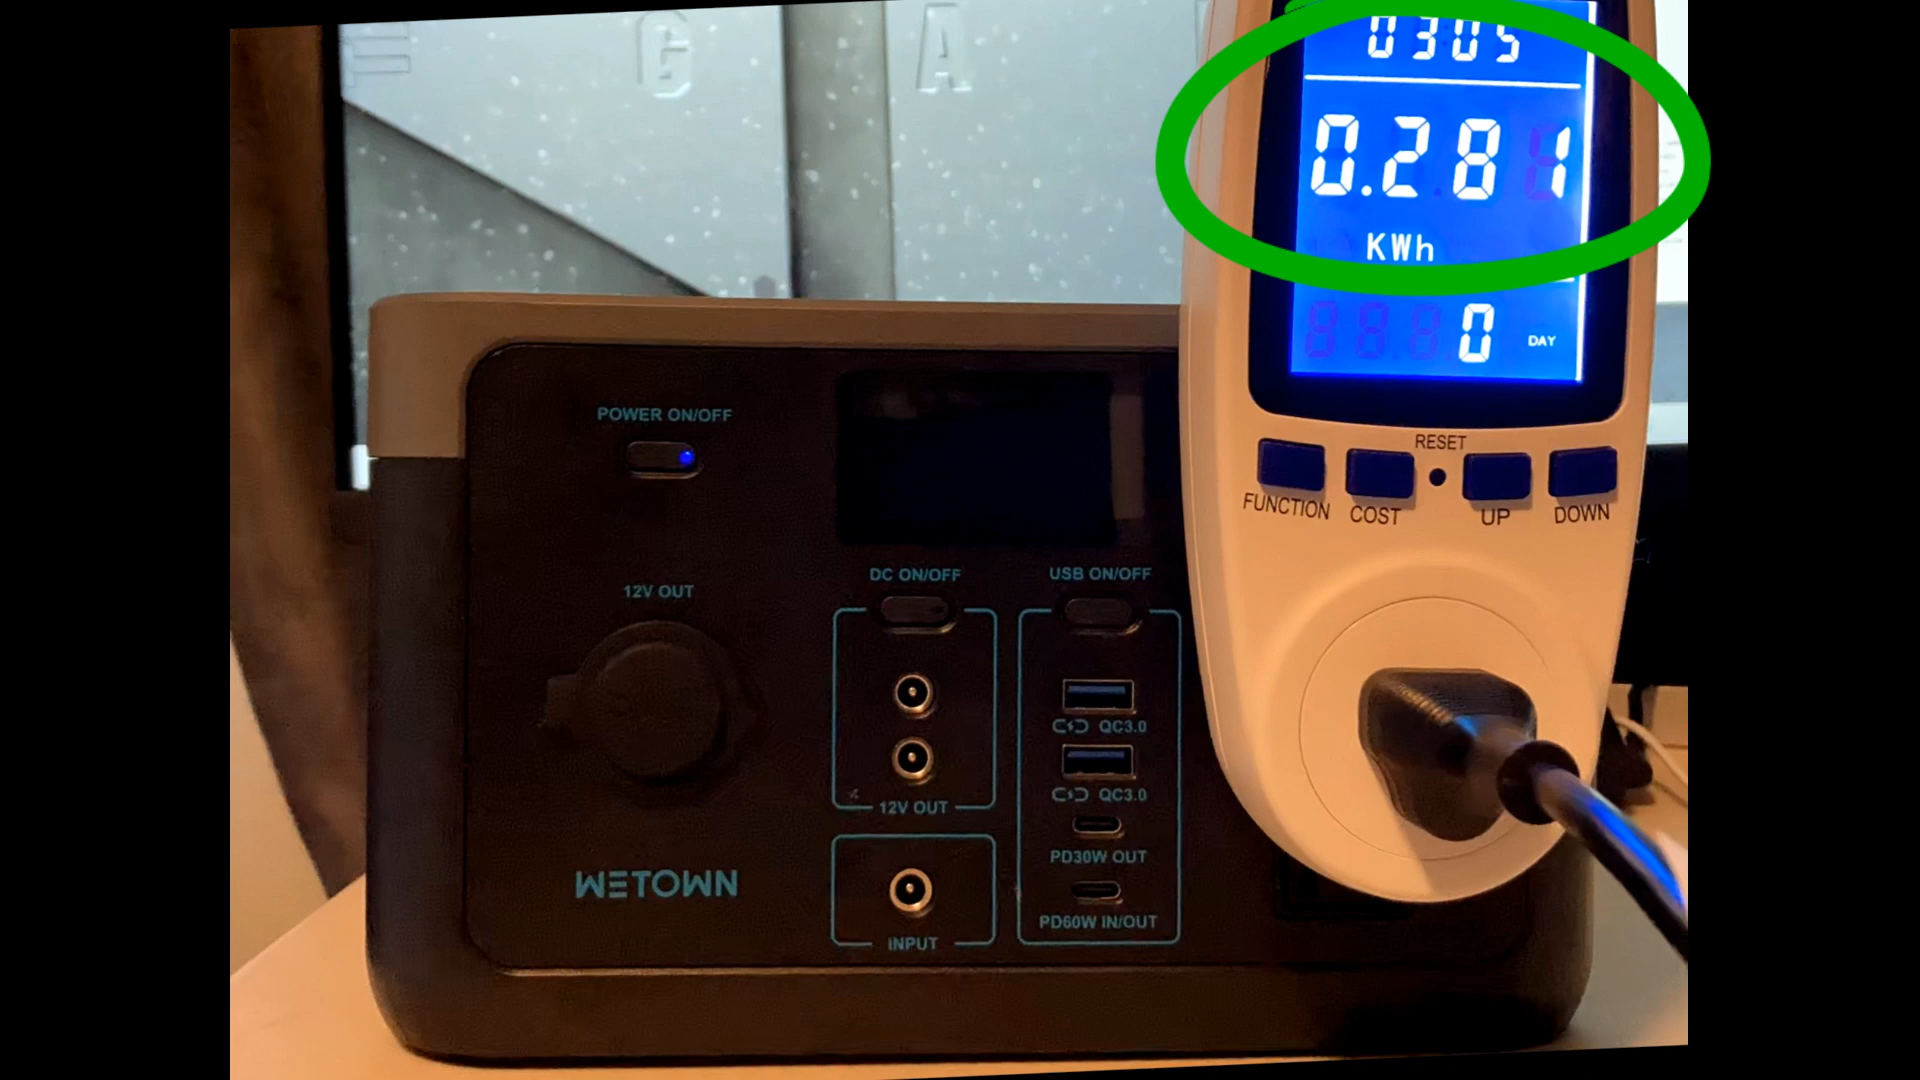 G A
0305
0.281
KWh
0 DAY
RESET
FUNCTION COST UP DOWN
POWER ON/OFF
12V OUT
DC ON/OFF
USB ON/OFF
QC3.0
QC3.0
12V OUT
PD30W OUT
PD60W IN/OUT
INPUT
WETOWN